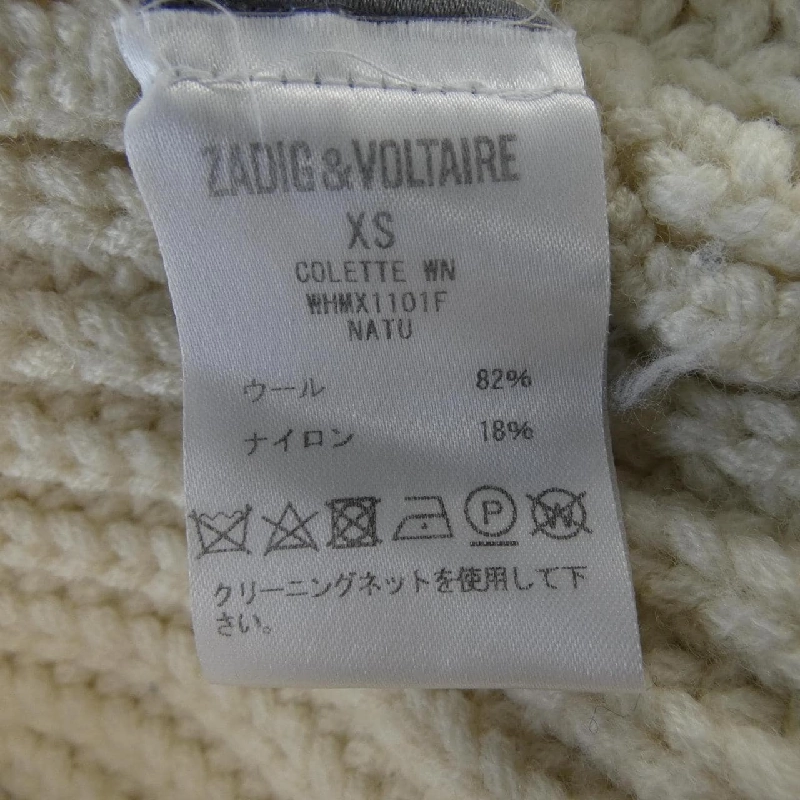 ZADIG&VOLTAIRE
XS
COLETTE WN
WHMX1101F
NATU
ウール 82%
ナイロン 18%
P W
クリーニングネットを使用して下
さい。